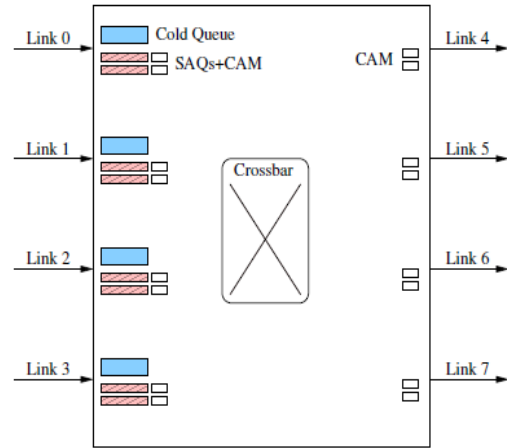 Link 0
Cold Queue
SAQs+CAM
CAM
Link 4
Link 1
Crossbar
Link 5
Link 2
Link 6
Link 3
Link 7